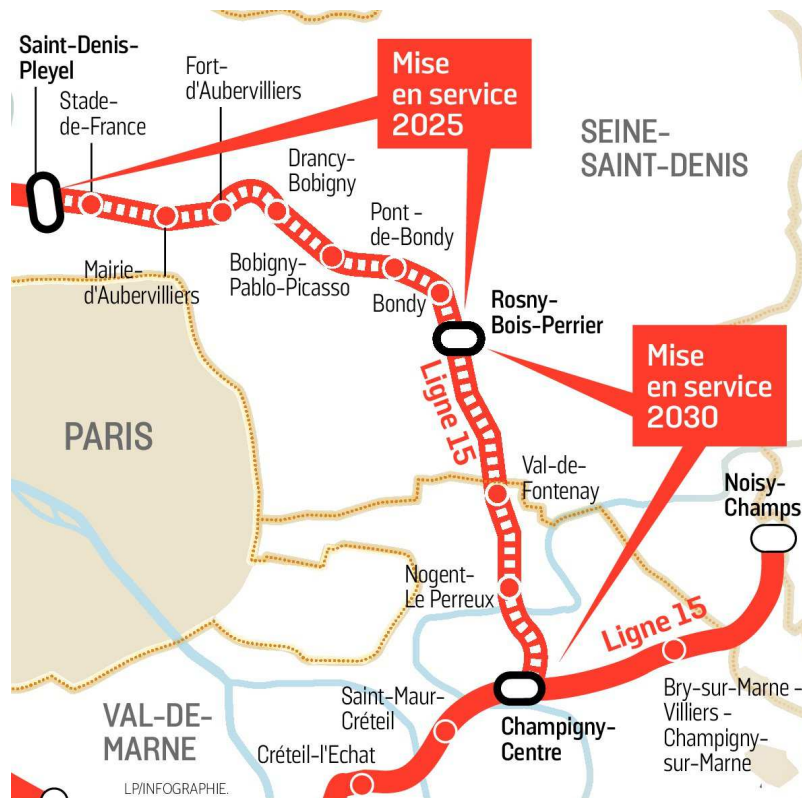 Saint-Denis-
Pleyel
Stade-
de-France
Fort-
d'Aubervilliers
Mise
en service
2025
SEINE-
SAINT-DENIS
Drancy-
Bobigny
Pont -
de-Bondy
Mairie-
d'Aubervilliers
Bobigny-
Pablo-Picasso
Bondy
Rosny-
Bois-Perrier
Mise
en service
2030
Ligne 15
PARIS
Val-de-
Fontenay
Noisy-
Champs
Nogent-
Le Perreux
Ligne 15
Saint-Maur-
Créteil
Champigny-
Centre
Bry-sur-Marne -
Villiers -
Champigny-
sur-Marne
VAL-DE-
MARNE
Créteil-l'Echat
LP/INFOGRAPHIE.